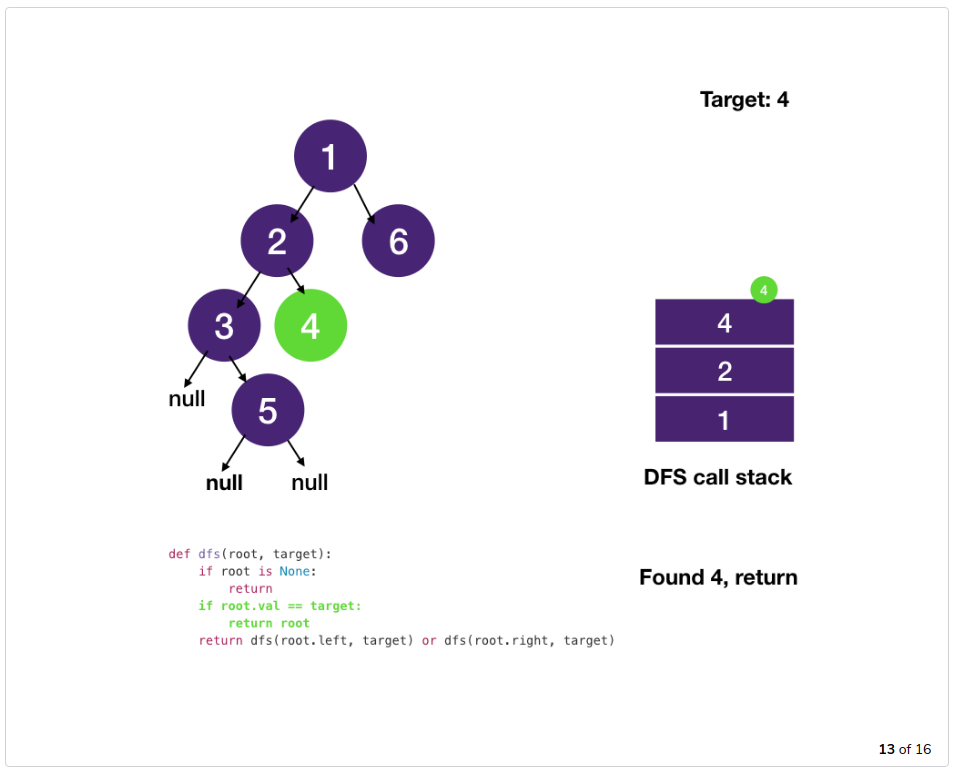 Target: 4
1
2
6
3
4
null
5
null
null
4
4
2
1
DFS call stack
def dfs(root, target):
    if root is None:
        return
    if root.val == target:
        return root
    return dfs(root.left, target) or dfs(root.right, target)
Found 4, return
13 of 16